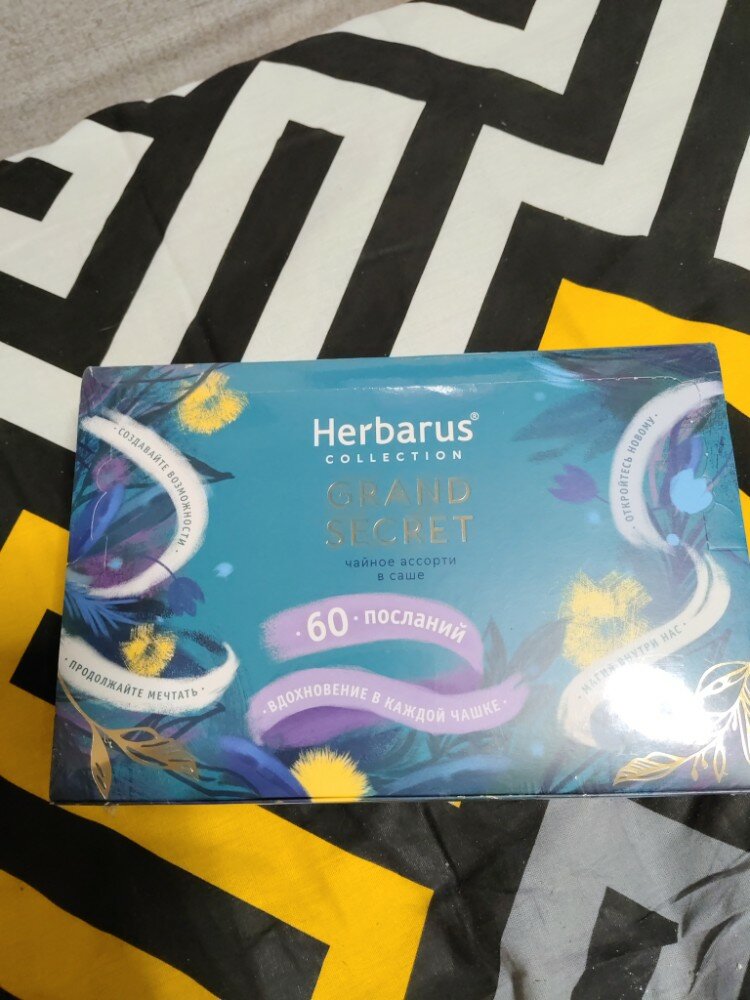 Herbarus®
COLLECTION
GRAND
SECRET
чайное ассорти
в саше
· 60 · посланий
· ВДОХНОВЕНИЕ В КАЖДОЙ ЧАШКЕ ·
· СОЗДАВАЙТЕ ВОЗМОЖНОСТИ ·
· ПРОДОЛЖАЙТЕ МЕЧТАТЬ ·
· ОТКРОЙТЕСЬ НОВОМУ ·
· МАГИЯ ВНУТРИ НАС ·